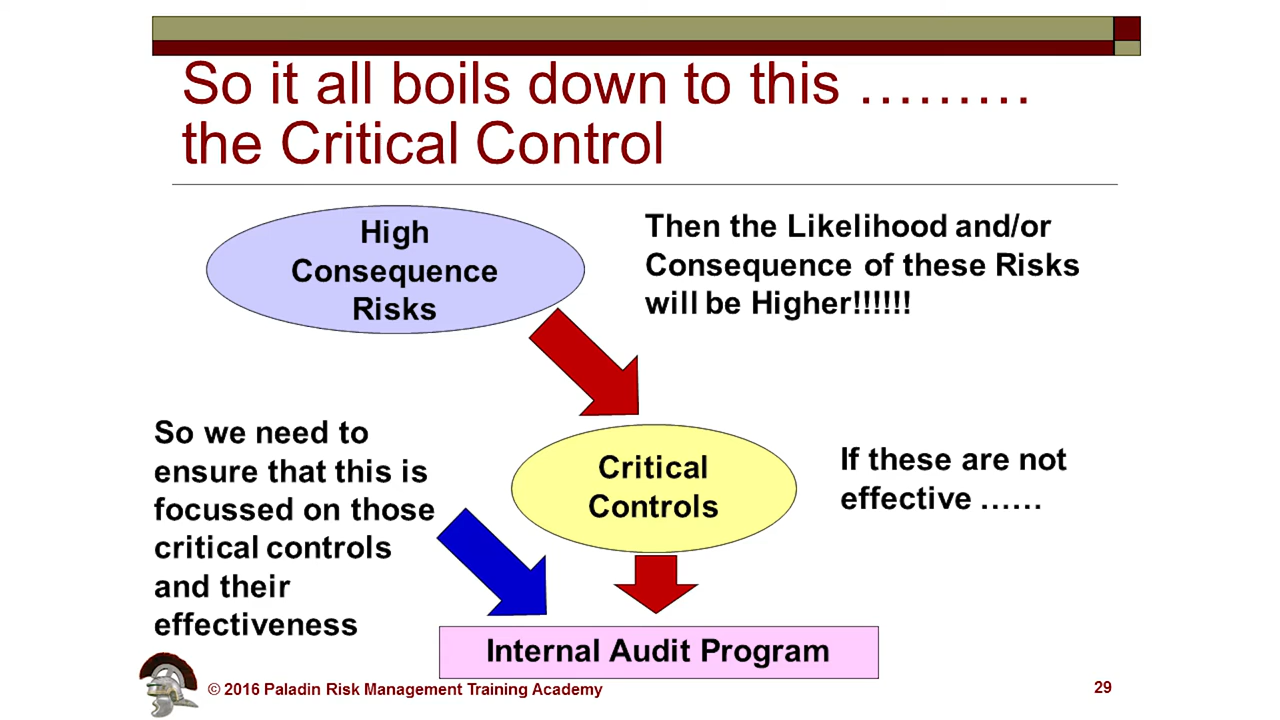 So it all boils down to this ………
the Critical Control
High
Consequence
Risks
Then the Likelihood and/or
Consequence of these Risks
will be Higher!!!!!!
So we need to
ensure that this is
focussed on those
critical controls
and their
effectiveness
Critical
Controls
If these are not
effective ……
Internal Audit Program
© 2016 Paladin Risk Management Training Academy
29